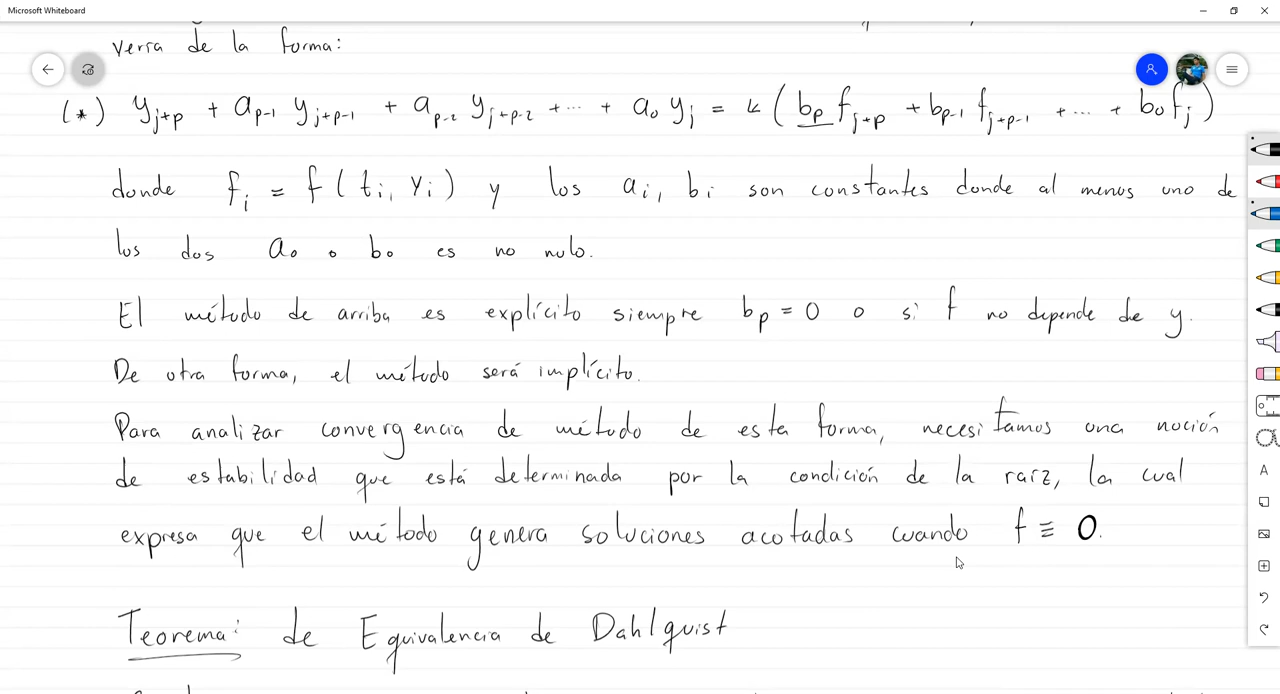 Microsoft Whiteboard
versa de la forma:
(*) y_{j+p} + a_{p-1} y_{j+p-1} + a_{p-2} y_{j+p-2} + ... + a_0 y_j = k ( b_p f_{j+p} + b_{p-1} f_{j+p-1} + ... + b_0 f_j )
donde f_i = f ( t_i, Y_i ) y los a_i, b_i son constantes donde al menos uno de
los dos a_0 o b_0 es no nulo.
El método de arriba es explícito siempre b_p = 0 o si f no depende de y.
De otra forma, el método será implícito.
Para analizar convergencia de método de esta forma, necesitamos una noción
de estabilidad que está determinada por la condición de la raíz, la cual
expresa que el método genera soluciones acotadas cuando f ≡ 0.
Teorema: de Equivalencia de Dahlquist